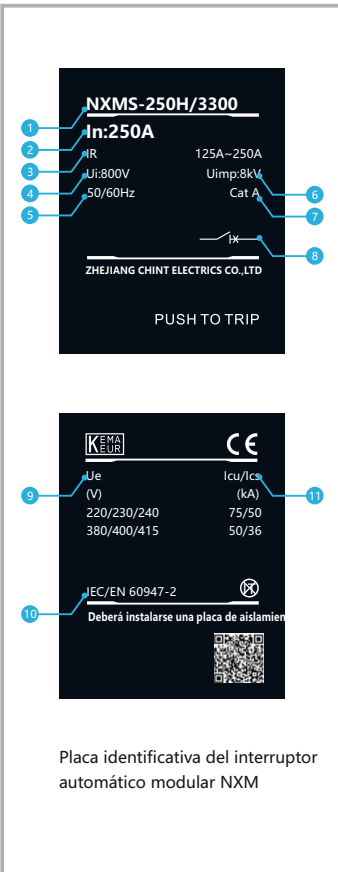 NXMS-250H/3300
1
In:250A
2
IR 125A~250A
3
Ui:800V Uimp:8kV
4 6
50/60Hz Cat A
5 7
8
ZHEJIANG CHINT ELECTRICS CO.,LTD
PUSH TO TRIP
KEMA EUR CE
Ue Icu/Ics
9 11
(V) (kA)
220/230/240 75/50
380/400/415 50/36
IEC/EN 60947-2
10
Deberá instalarse una placa de aislamien
Placa identificativa del interruptor
automático modular NXM